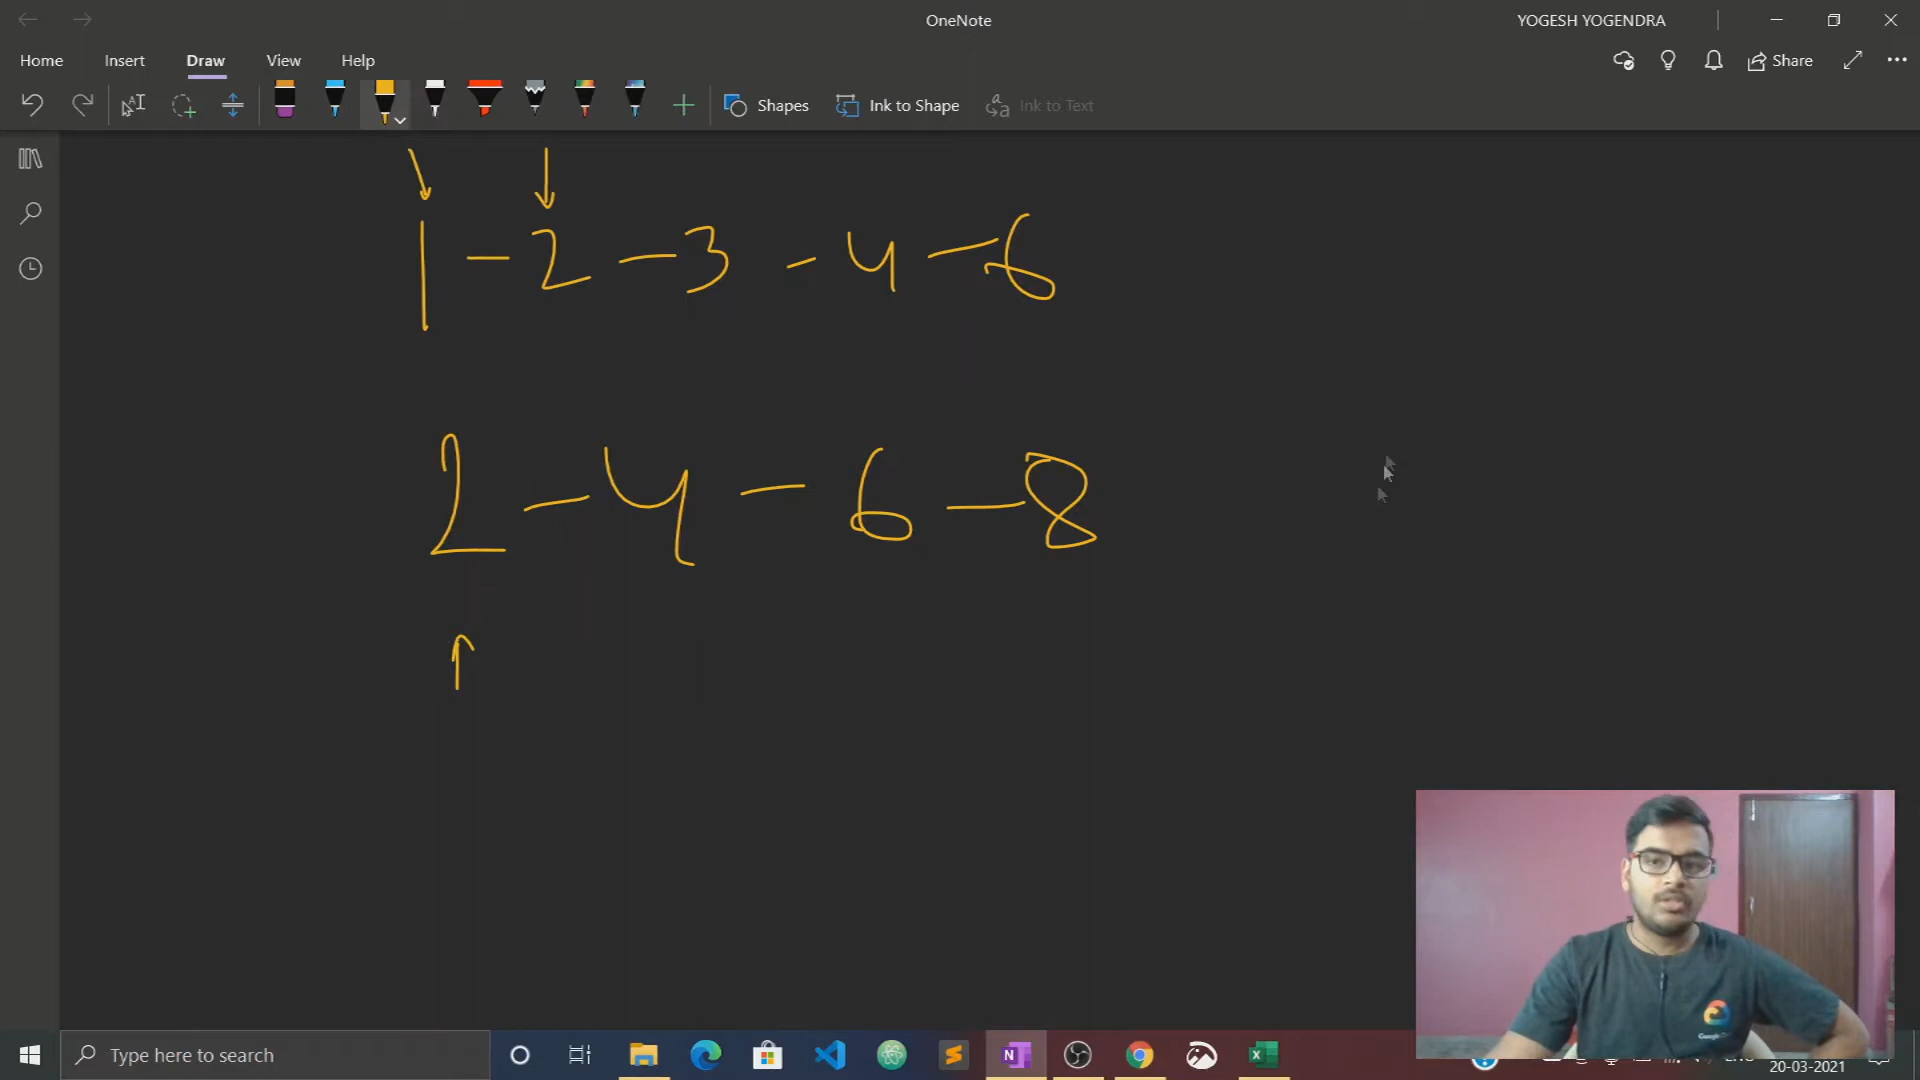 OneNote
YOGESH YOGENDRA
Home Insert Draw View Help
Share
Shapes Ink to Shape Ink to Text
1 - 2 - 3 - 4 - 6
2 - 4 - 6 - 8
Type here to search
20-03-2021